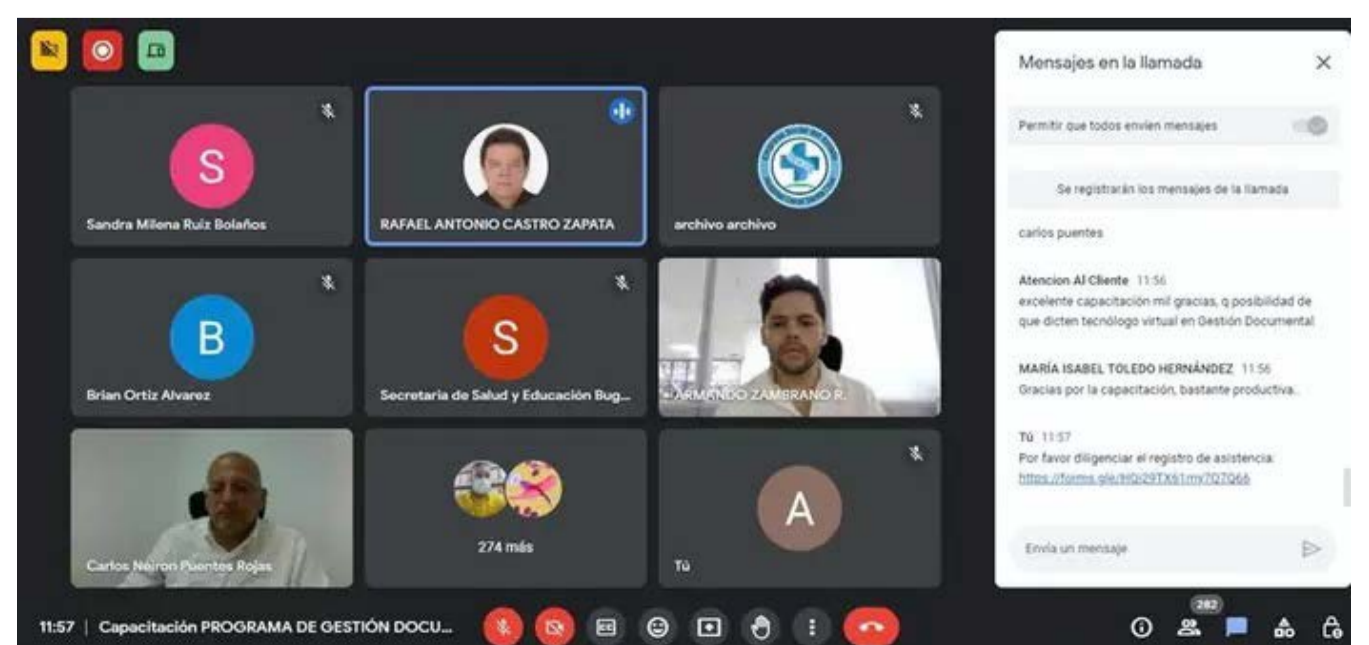 S
Sandra Milena Ruiz Bolaños
RAFAEL ANTONIO CASTRO ZAPATA
archivo archivo
B
Brian Ortiz Alvarez
S
Secretaria de Salud y Educación Bug...
ARMANDO ZAMBRANO R.
Carlos Neiron Puentes Rojas
274 más
A
Tú
11:57 | Capacitación PROGRAMA DE GESTIÓN DOCU...
Mensajes en la llamada
Permitir que todos envíen mensajes
Se registrarán los mensajes de la llamada
carlos puentes
Atencion Al Cliente 11:56
excelente capacitación mil gracias, q posibilidad de
que dicten tecnólogo virtual en Gestión Documental
MARÍA ISABEL TOLEDO HERNÁNDEZ 11:56
Gracias por la capacitación, bastante productiva..
Tú 11:57
Por favor diligenciar el registro de asistencia:
Envía un mensaje
282